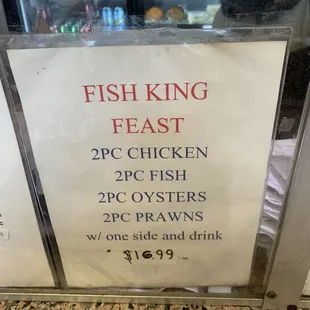 FISH KING
FEAST
2PC CHICKEN
2PC FISH
2PC OYSTERS
2PC PRAWNS
w/ one side and drink
$16.99